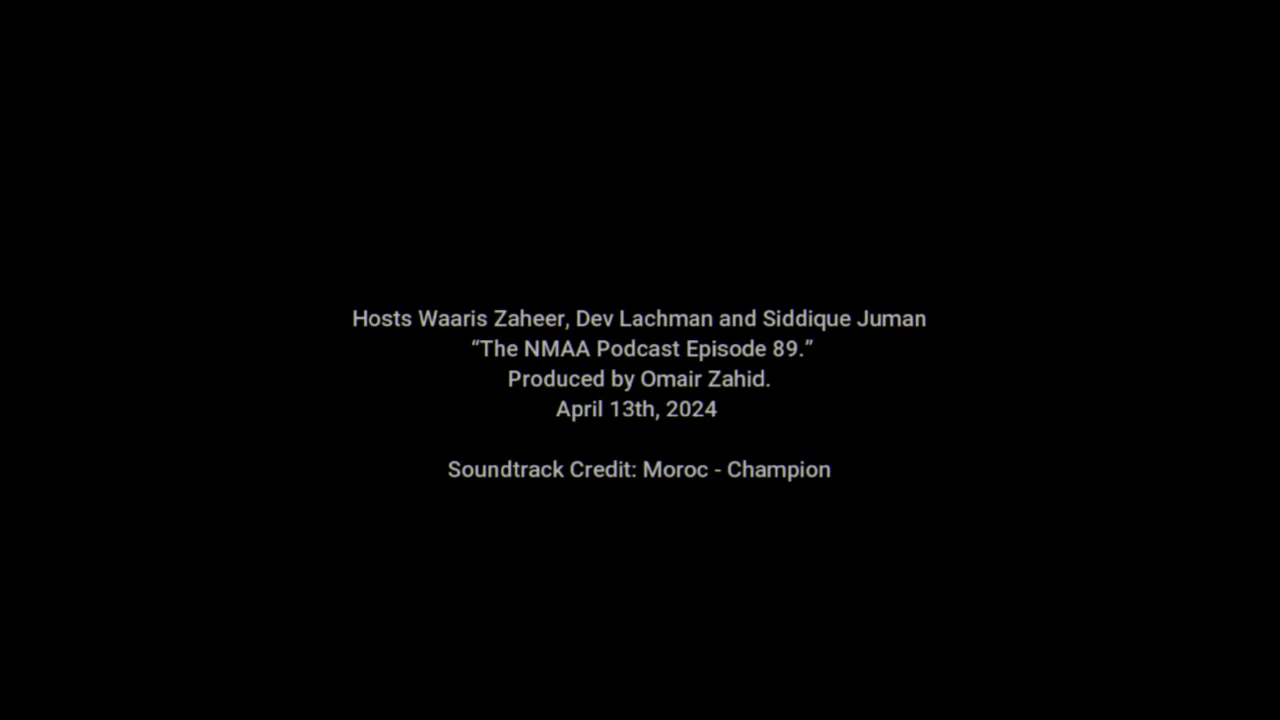 Hosts Waaris Zaheer, Dev Lachman and Siddique Juman
“The NMAA Podcast Episode 89.”
Produced by Omair Zahid.
April 13th, 2024
Soundtrack Credit: Moroc - Champion